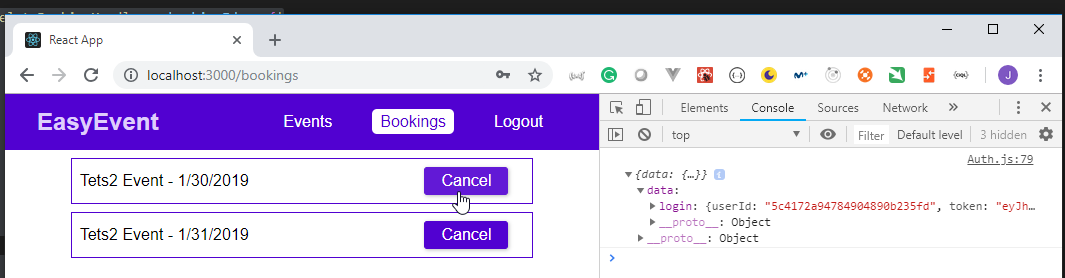 React App
localhost:3000/bookings
J
EasyEvent Events Bookings Logout
Tets2 Event - 1/30/2019 Cancel
Tets2 Event - 1/31/2019 Cancel
Elements Console Sources Network »
top Filter Default level 3 hidden
Auth.js:79
{data: {…}} i
data:
login: {userId: "5c4172a94784904890b235fd", token: "eyJh…
__proto__: Object
__proto__: Object